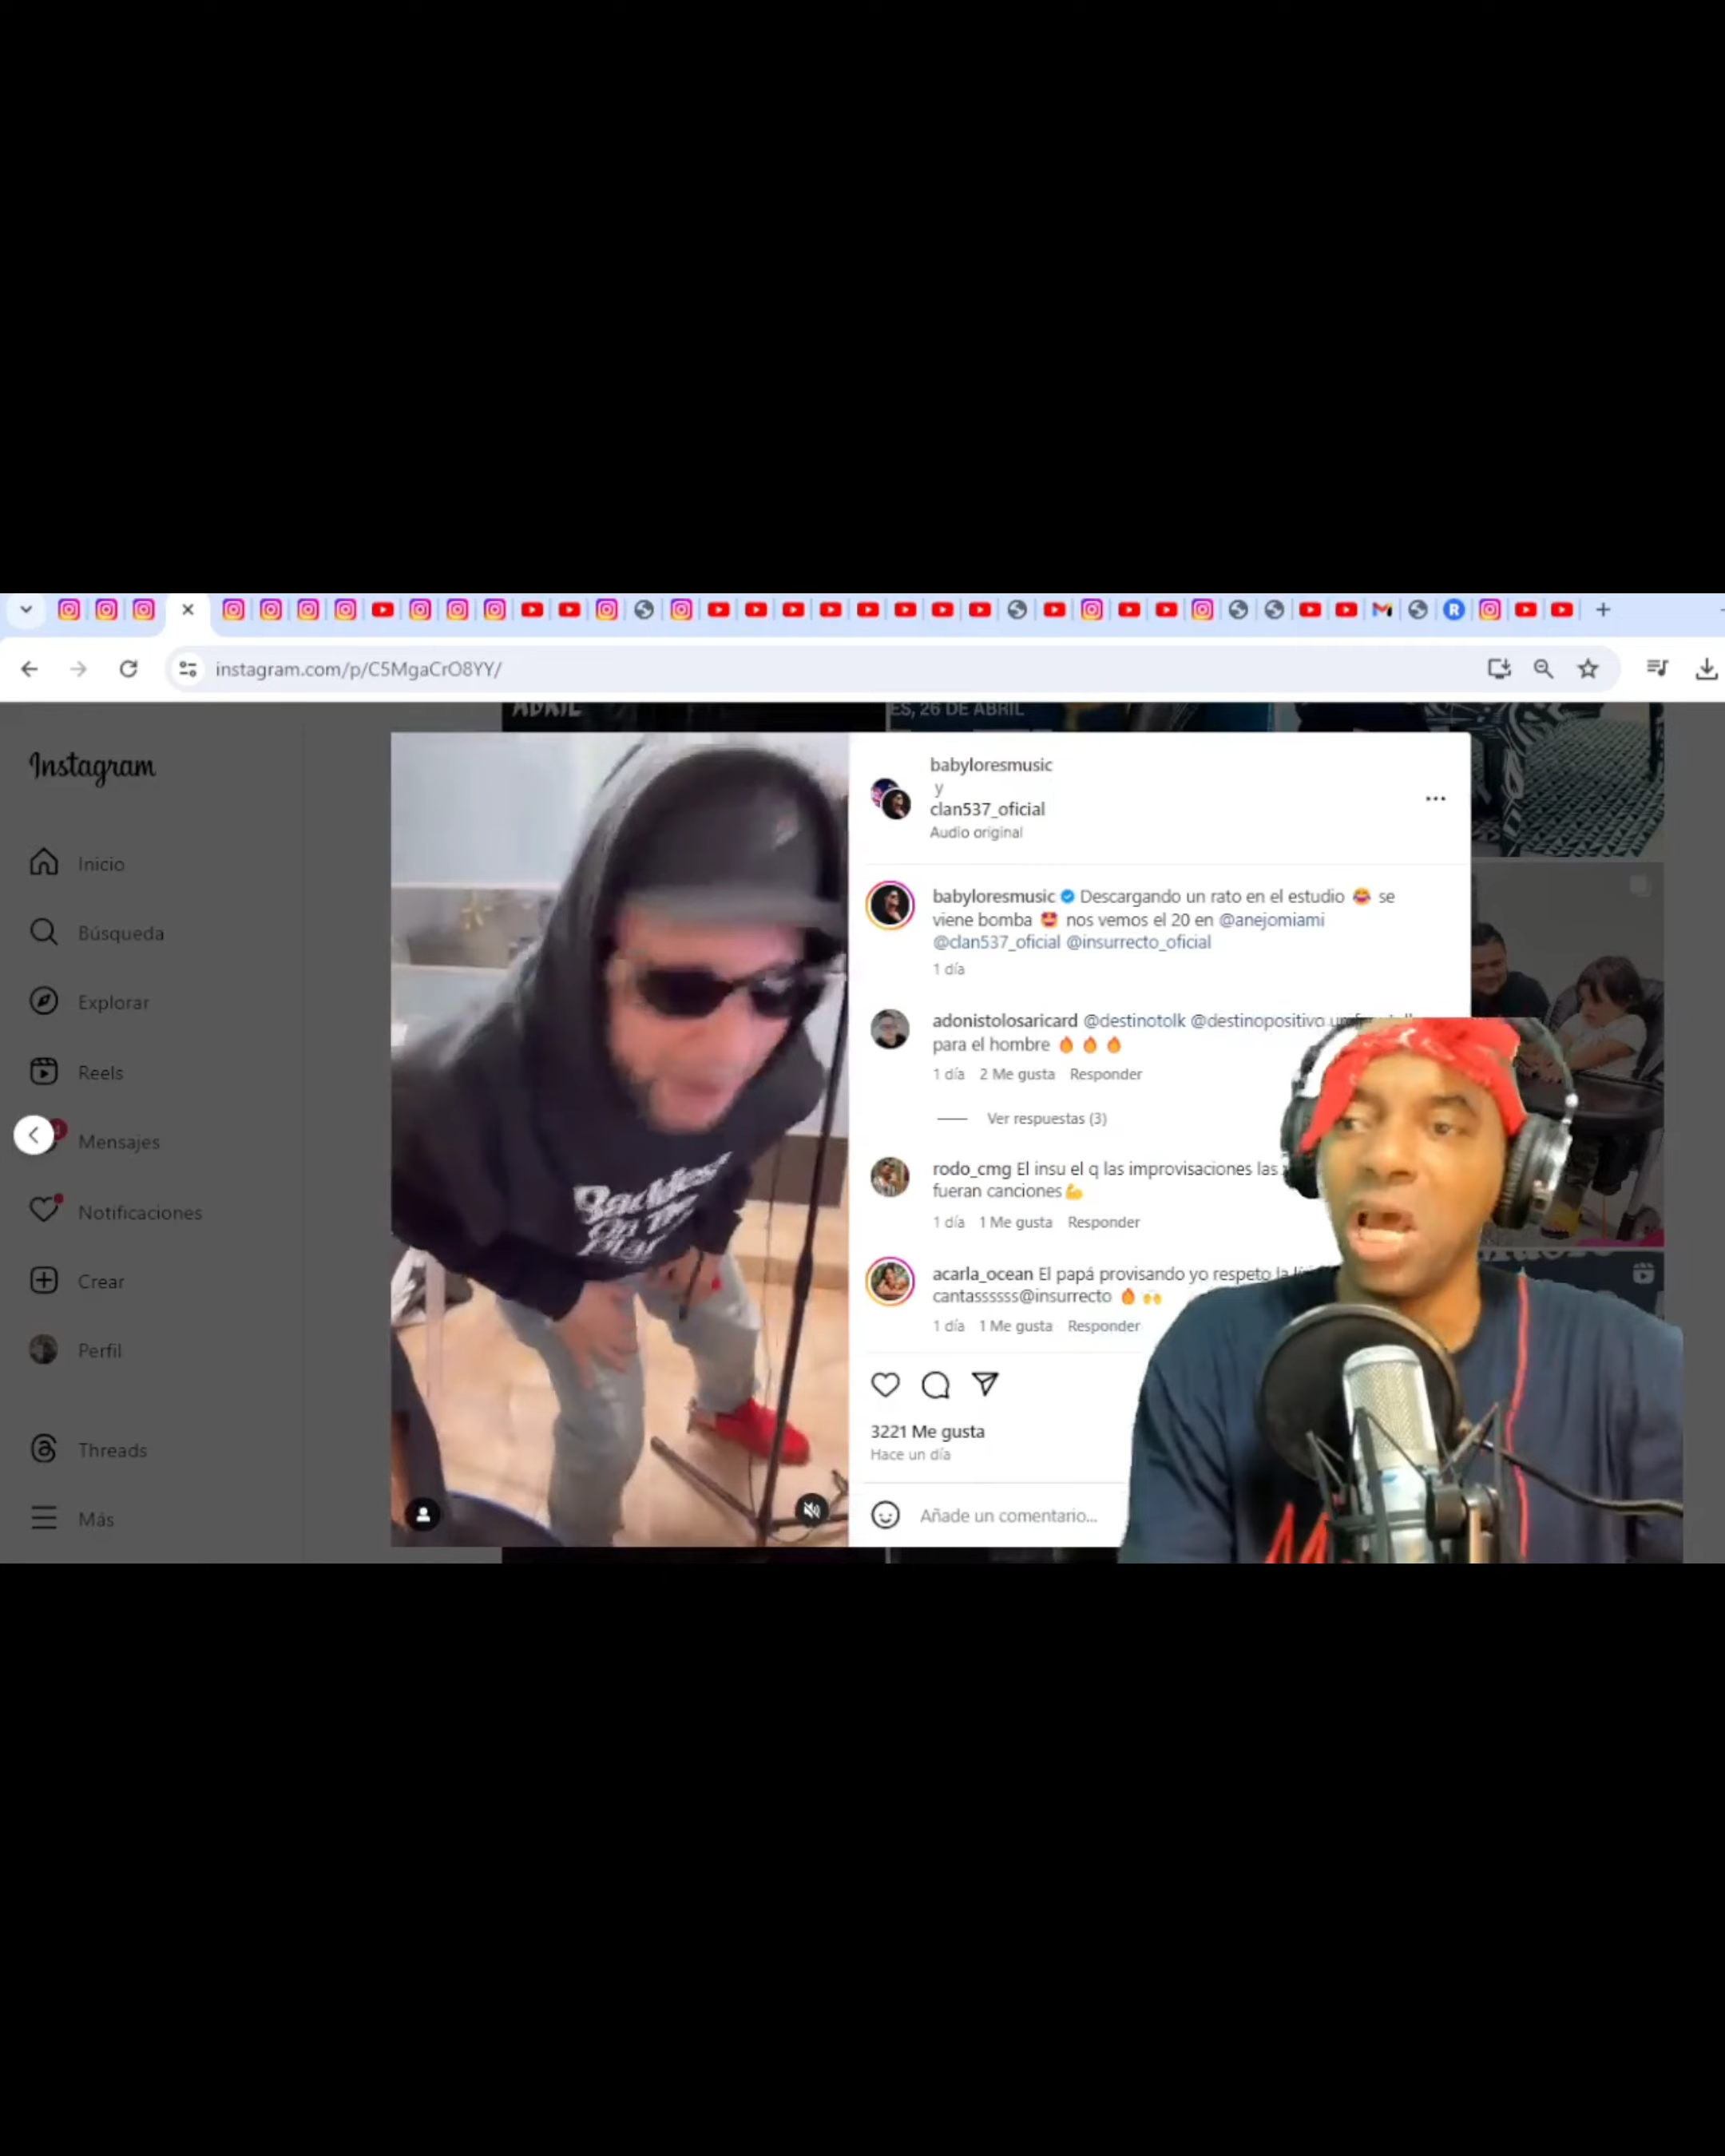 instagram.com/p/C5MgaCrO8YY/
ABRIL
ES, 26 DE ABRIL
Instagram
Inicio
Búsqueda
Explorar
Reels
Mensajes
Notificaciones
Crear
Perfil
Threads
Más
babyloresmusic
y
clan537_oficial
Audio original
babyloresmusic Descargando un rato en el estudio 😂 se
viene bomba 🤩 nos vemos el 20 en @anejomiami
@clan537_oficial @insurrecto_oficial
1 día
adonistolosaricard @destinotolk @destinopositivo
para el hombre 🔥 🔥 🔥
1 día 2 Me gusta Responder
Ver respuestas (3)
rodo_cmg El insu el q las improvisaciones las
fueran canciones💪
1 día 1 Me gusta Responder
acarla_ocean El papá provisando yo respeto
cantassssss@insurrecto 🔥 🙌
1 día 1 Me gusta Responder
3221 Me gusta
Hace un día
Añade un comentario...
On The